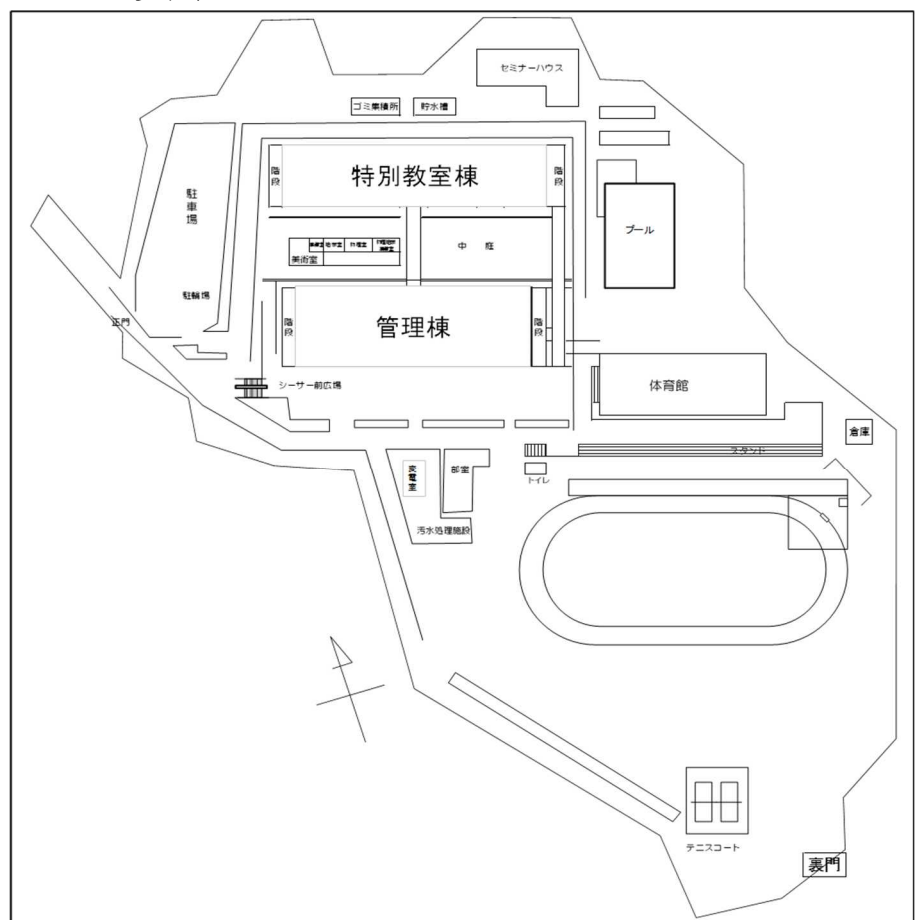 セミナーハウス
ゴミ集積所
貯水槽
階段
特別教室棟
階段
駐車場
プール
中庭
美術室
駐輪場
階段
管理棟
階段
正門
シーサー前広場
体育館
倉庫
スタンド
変電室
部室
トイレ
汚水処理施設
テニスコート
裏門